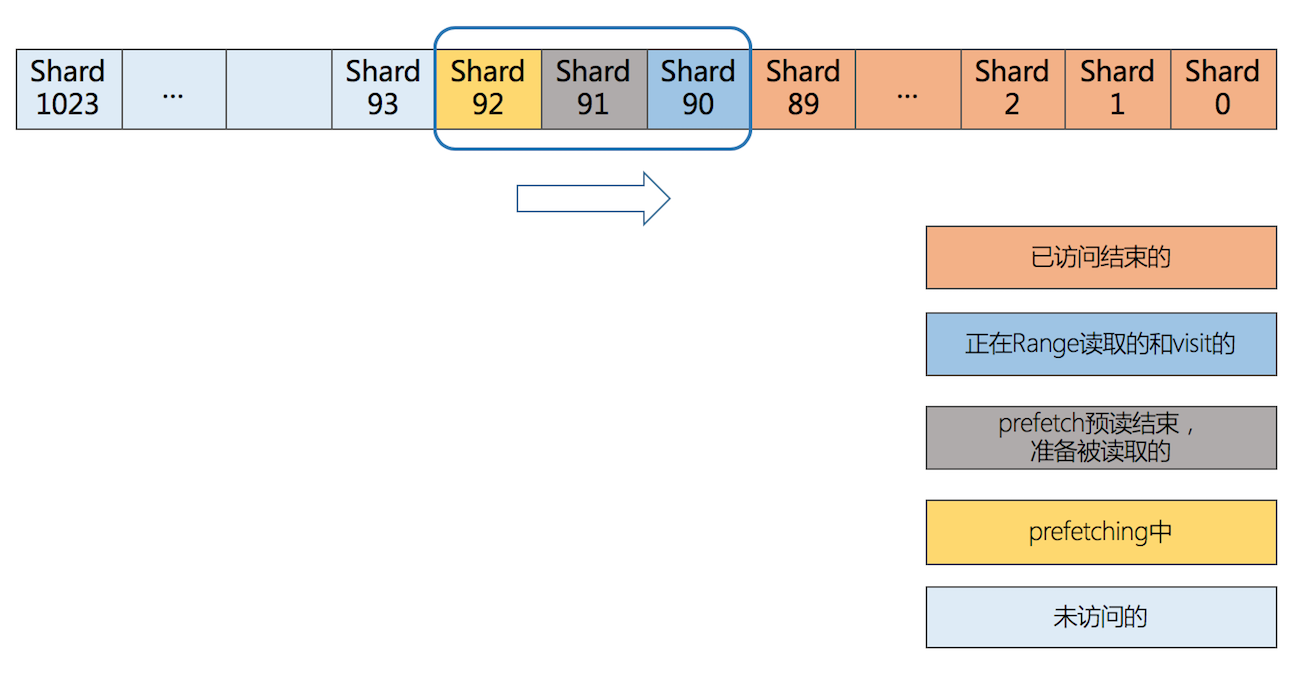 Shard
1023
...
Shard
93
Shard
92
Shard
91
Shard
90
Shard
89
...
Shard
2
Shard
1
Shard
0
已访问结束的
正在Range读取的和visit的
prefetch预读结束，
准备被读取的
prefetching中
未访问的